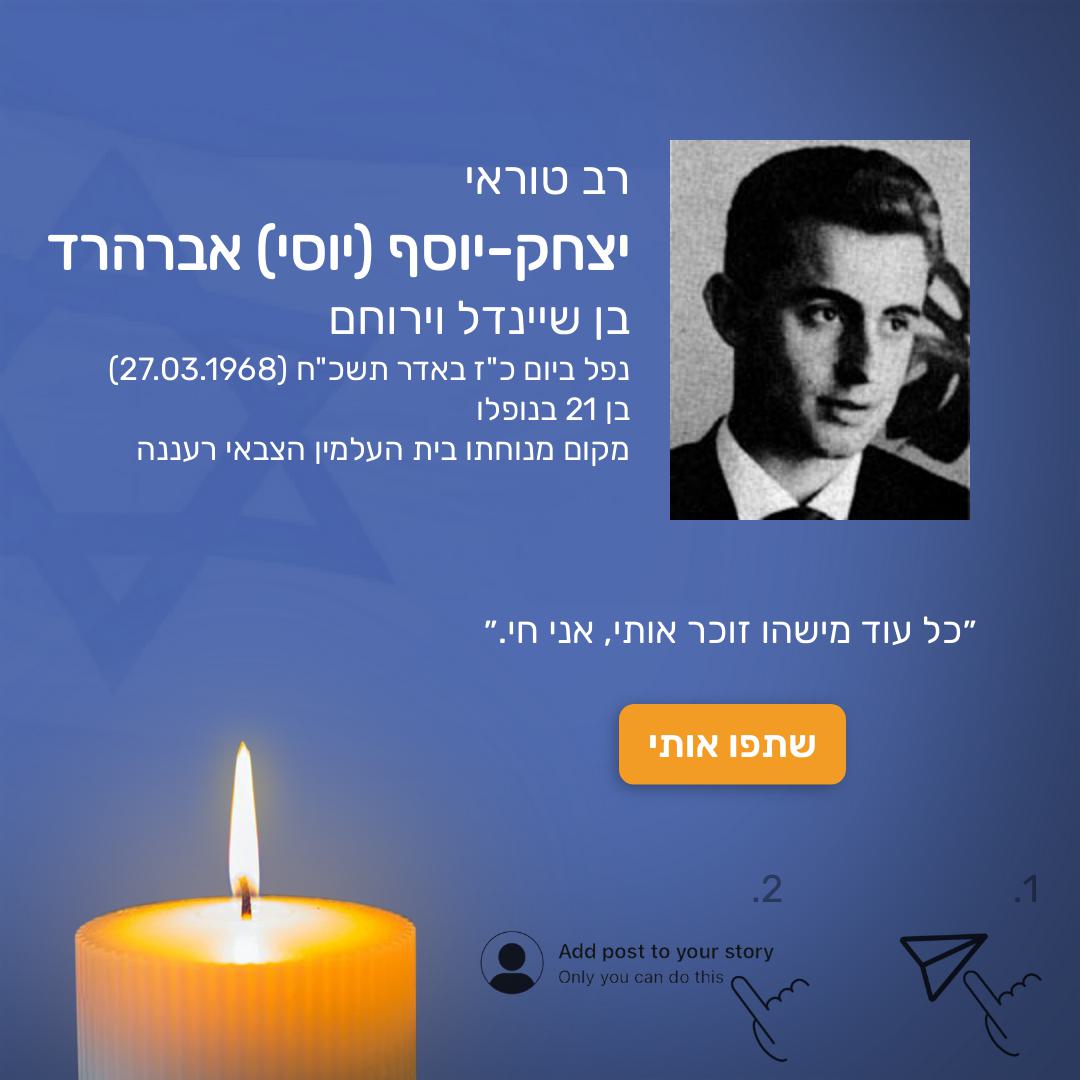 רב טוראי
יצחק-יוסף (יוסי) אברהרד
בן שיינדל וירוחם
נפל ביום כ"ז באדר תשכ"ח (27.03.1968)
בן 21 בנופלו
מקום מנוחתו בית העלמין הצבאי רעננה
״כל עוד מישהו זוכר אותי, אני חי.״
שתפו אותי
.1
.2
Add post to your story
Only you can do this